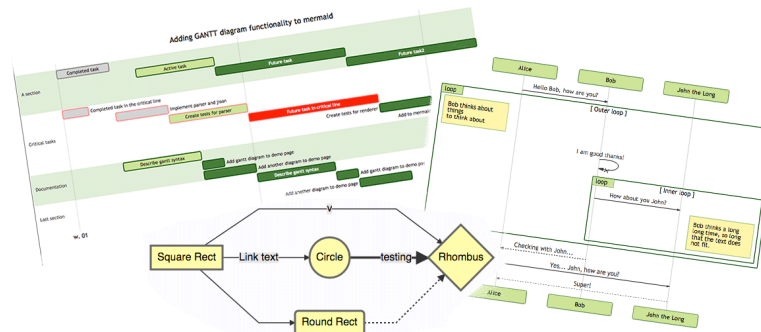 Adding GANTT diagram functionality to mermaid
A section
Completed task
Active task
Future task
Future task2
Critical tasks
Completed task in the critical line
Implement parser and jison
Create tests for parser
Future task in critical line
Create tests for renderer
Add to mermai
Documentation
Describe gantt syntax
Add gantt diagram to demo page
Add another diagram to demo page
Describe gantt syntax
Add gantt diagram to demo
Add another diagram to demo page
Last section
w. 01
Alice
Bob
John the Long
Hello Bob, how are you?
loop
[ Outer loop ]
Bob thinks about
things
to think about
I am good thanks!
loop
[ Inner loop ]
How about you John?
Bob thinks a long
long time, so long
that the text does
not fit.
Checking with John...
Yes... John, how are you?
Super!
Alice
Bob
John the Long
Square Rect
Link text
Circle
testing
Rhombus
Round Rect